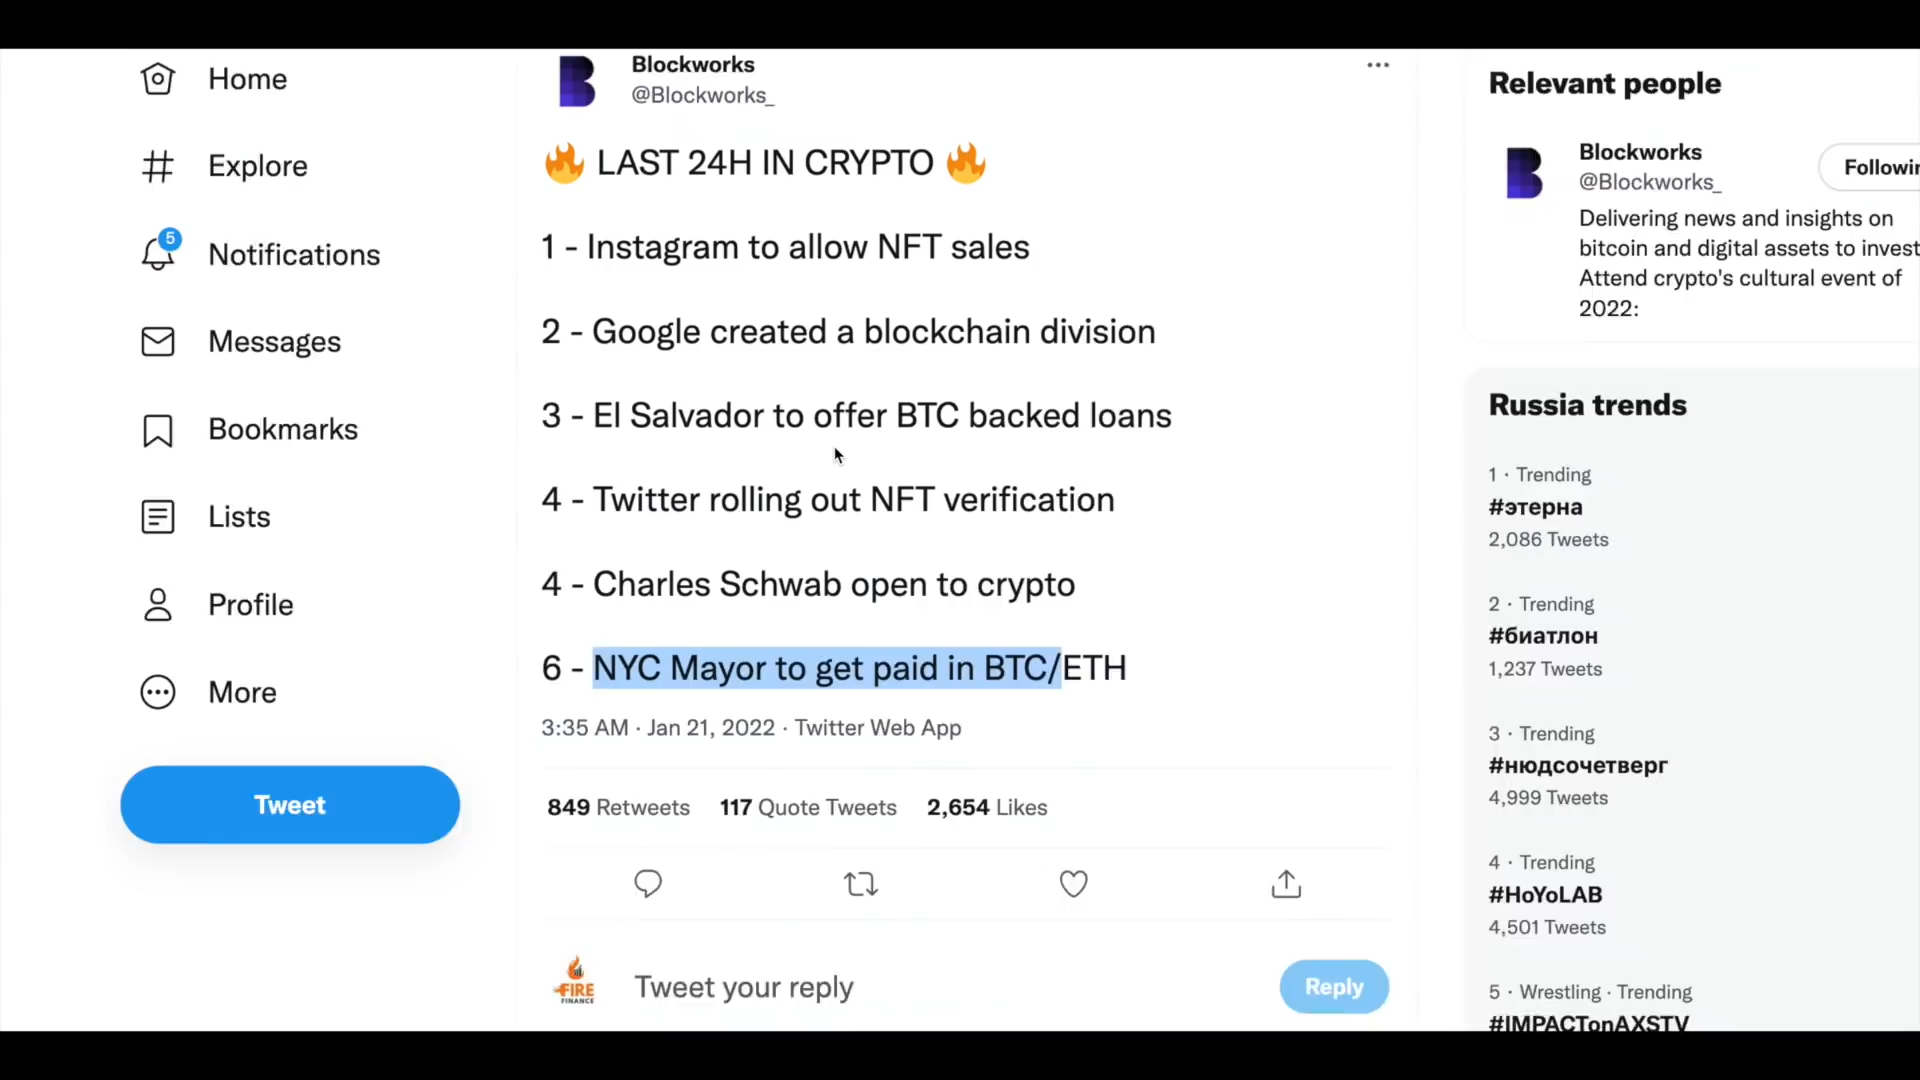 Home
Explore
5
Notifications
Messages
Bookmarks
Lists
Profile
More
Tweet
Blockworks
@Blockworks_
🔥 LAST 24H IN CRYPTO 🔥
1 - Instagram to allow NFT sales
2 - Google created a blockchain division
3 - El Salvador to offer BTC backed loans
4 - Twitter rolling out NFT verification
4 - Charles Schwab open to crypto
6 - NYC Mayor to get paid in BTC/ETH
3:35 AM · Jan 21, 2022 · Twitter Web App
849 Retweets 117 Quote Tweets 2,654 Likes
FIRE
FINANCE
Tweet your reply
Reply
Relevant people
Blockworks
@Blockworks_
Followin
Delivering news and insights on
bitcoin and digital assets to invest
Attend crypto's cultural event of
2022:
Russia trends
1 · Trending
#этерна
2,086 Tweets
2 · Trending
#биатлон
1,237 Tweets
3 · Trending
#нюдсочетверг
4,999 Tweets
4 · Trending
#HoYoLAB
4,501 Tweets
5 · Wrestling · Trending
#IMPACTonAXSTV